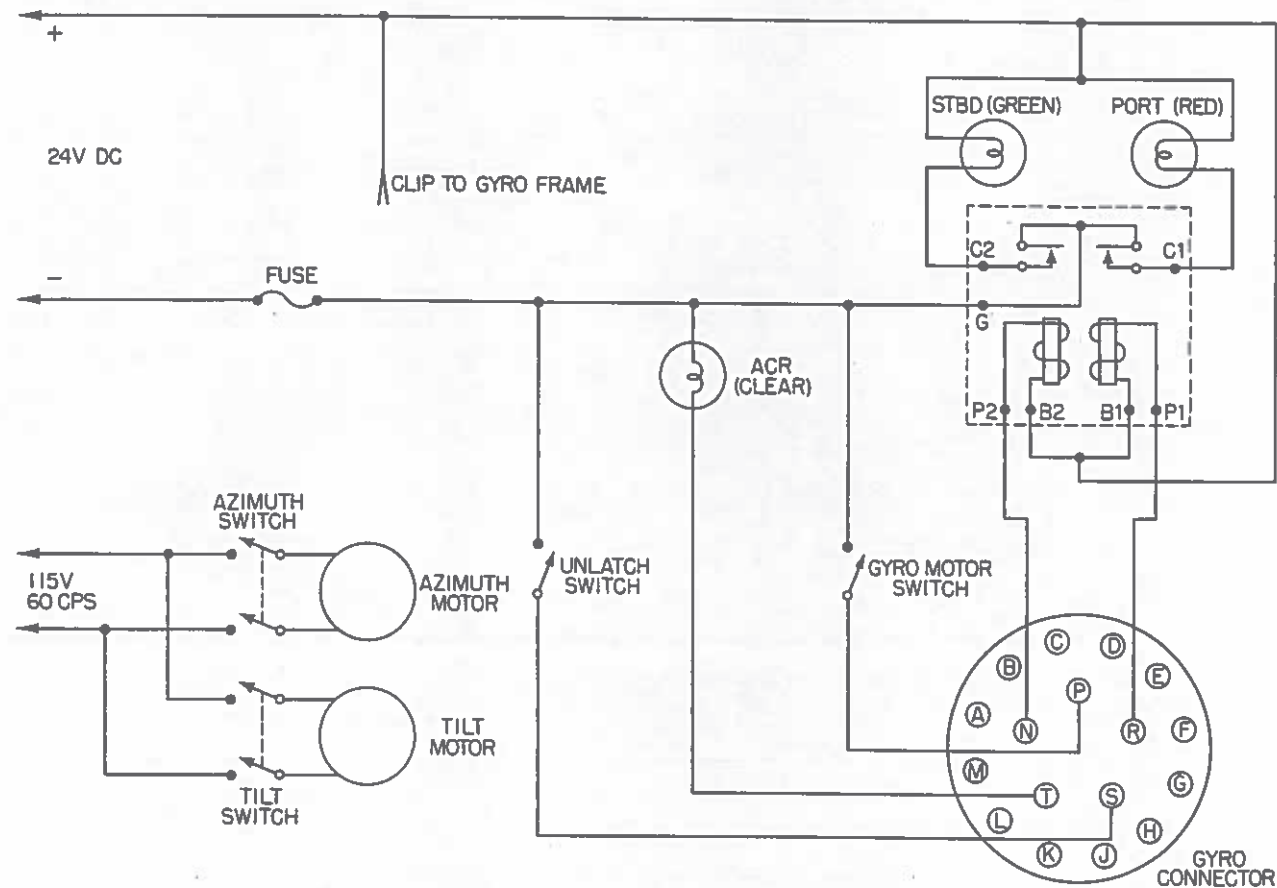 +
24V DC
CLIP TO GYRO FRAME
STBD (GREEN)
PORT (RED)
C2
C1
−
FUSE
G
ACR
(CLEAR)
P2
B2
B1
P1
AZIMUTH
SWITCH
115V
60 CPS
AZIMUTH
MOTOR
UNLATCH
SWITCH
GYRO MOTOR
SWITCH
TILT
MOTOR
TILT
SWITCH
A
B
C
D
E
F
G
H
J
K
L
M
N
P
R
S
T
GYRO
CONNECTOR